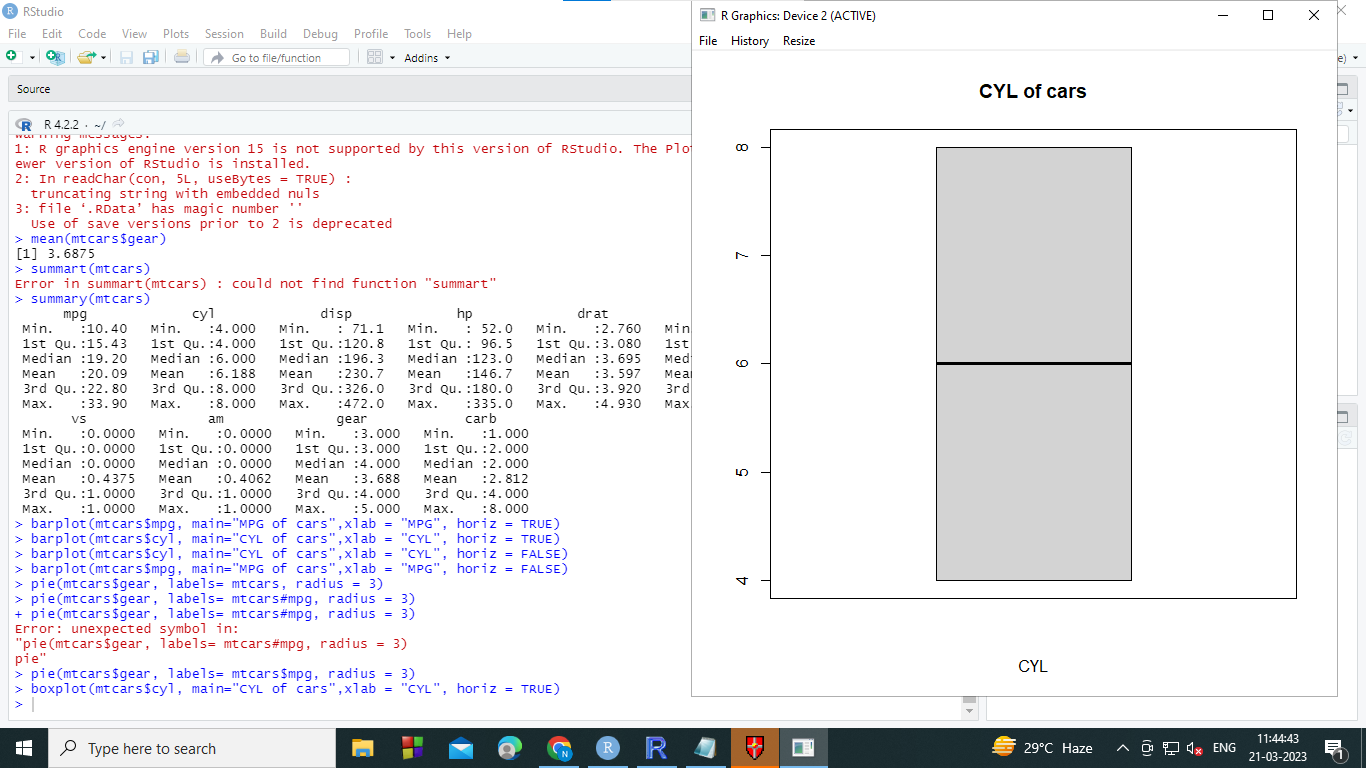 RStudio
File Edit Code View Plots Session Build Debug Profile Tools Help
Go to file/function Addins
Source
R 4.2.2 · ~/
Warning messages:
1: R graphics engine version 15 is not supported by this version of RStudio. The Plot
ewer version of RStudio is installed.
2: In readChar(con, 5L, useBytes = TRUE) :
truncating string with embedded nuls
3: file ‘.RData’ has magic number ''
Use of save versions prior to 2 is deprecated
> mean(mtcars$gear)
[1] 3.6875
> summart(mtcars)
Error in summart(mtcars) : could not find function "summart"
> summary(mtcars)
mpg cyl disp hp drat
Min. :10.40 Min. :4.000 Min. : 71.1 Min. : 52.0 Min. :2.760 Min.
1st Qu.:15.43 1st Qu.:4.000 1st Qu.:120.8 1st Qu.: 96.5 1st Qu.:3.080 1st
Median :19.20 Median :6.000 Median :196.3 Median :123.0 Median :3.695 Med
Mean :20.09 Mean :6.188 Mean :230.7 Mean :146.7 Mean :3.597 Mea
3rd Qu.:22.80 3rd Qu.:8.000 3rd Qu.:326.0 3rd Qu.:180.0 3rd Qu.:3.920 3rd
Max. :33.90 Max. :8.000 Max. :472.0 Max. :335.0 Max. :4.930 Max
vs am gear carb
Min. :0.0000 Min. :0.0000 Min. :3.000 Min. :1.000
1st Qu.:0.0000 1st Qu.:0.0000 1st Qu.:3.000 1st Qu.:2.000
Median :0.0000 Median :0.0000 Median :4.000 Median :2.000
Mean :0.4375 Mean :0.4062 Mean :3.688 Mean :2.812
3rd Qu.:1.0000 3rd Qu.:1.0000 3rd Qu.:4.000 3rd Qu.:4.000
Max. :1.0000 Max. :1.0000 Max. :5.000 Max. :8.000
> barplot(mtcars$mpg, main="MPG of cars",xlab = "MPG", horiz = TRUE)
> barplot(mtcars$cyl, main="CYL of cars",xlab = "CYL", horiz = TRUE)
> barplot(mtcars$cyl, main="CYL of cars",xlab = "CYL", horiz = FALSE)
> barplot(mtcars$mpg, main="MPG of cars",xlab = "MPG", horiz = FALSE)
> pie(mtcars$gear, labels= mtcars, radius = 3)
> pie(mtcars$gear, labels= mtcars#mpg, radius = 3)
+ pie(mtcars$gear, labels= mtcars#mpg, radius = 3)
Error: unexpected symbol in:
"pie(mtcars$gear, labels= mtcars#mpg, radius = 3)
pie"
> pie(mtcars$gear, labels= mtcars$mpg, radius = 3)
> boxplot(mtcars$cyl, main="CYL of cars",xlab = "CYL", horiz = TRUE)
>
R Graphics: Device 2 (ACTIVE)
File History Resize
CYL of cars
8
7
6
5
4
CYL
e)
Type here to search
29°C Haze
ENG
11:44:43
21-03-2023
1